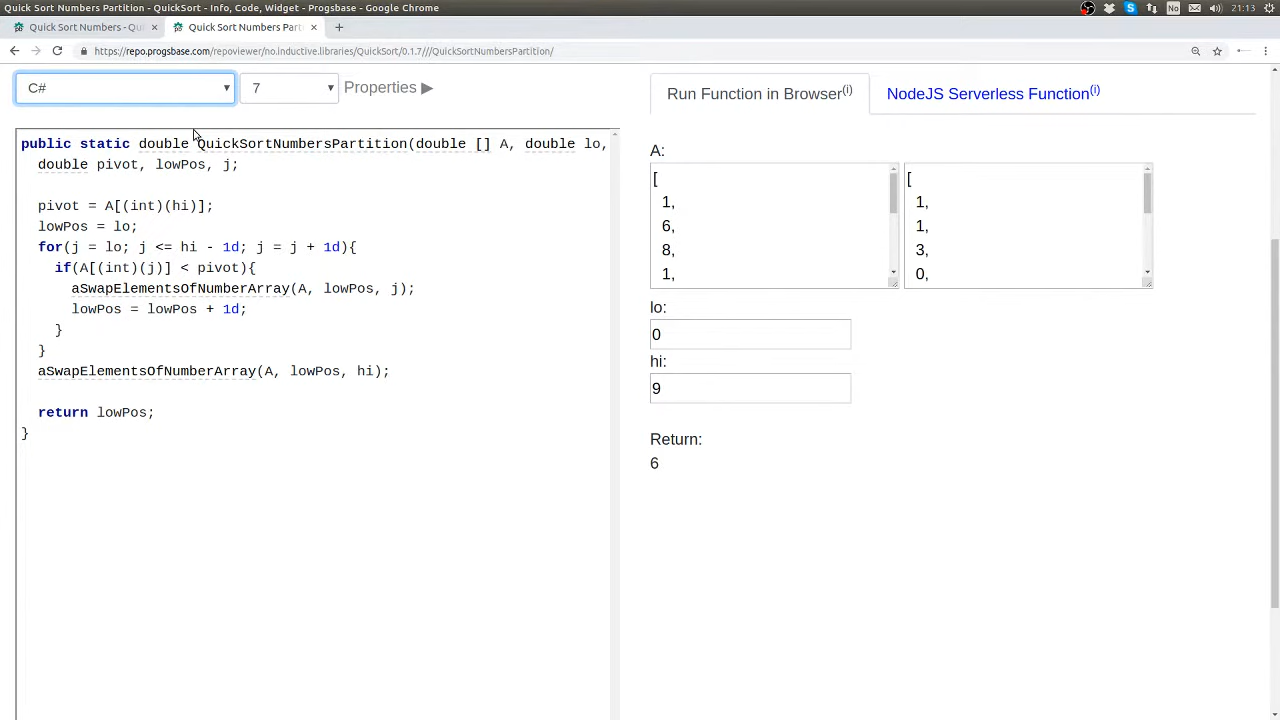 Quick Sort Numbers Partition - QuickSort - Info, Code, Widget - Progsbase - Google Chrome
No
21:13
Quick Sort Numbers - Qu
Quick Sort Numbers Part
https://repo.progsbase.com/repoviewer/no.inductive.libraries/QuickSort/0.1.7///QuickSortNumbersPartition/
C#
7
Properties ▶
public static double QuickSortNumbersPartition(double [] A, double lo,
double pivot, lowPos, j;
pivot = A[(int)(hi)];
lowPos = lo;
for(j = lo; j <= hi - 1d; j = j + 1d){
if(A[(int)(j)] < pivot){
aSwapElementsOfNumberArray(A, lowPos, j);
lowPos = lowPos + 1d;
}
}
aSwapElementsOfNumberArray(A, lowPos, hi);
return lowPos;
}
Run Function in Browser(i)
NodeJS Serverless Function(i)
A:
[
1,
6,
8,
1,
[
1,
1,
3,
0,
lo:
0
hi:
9
Return:
6